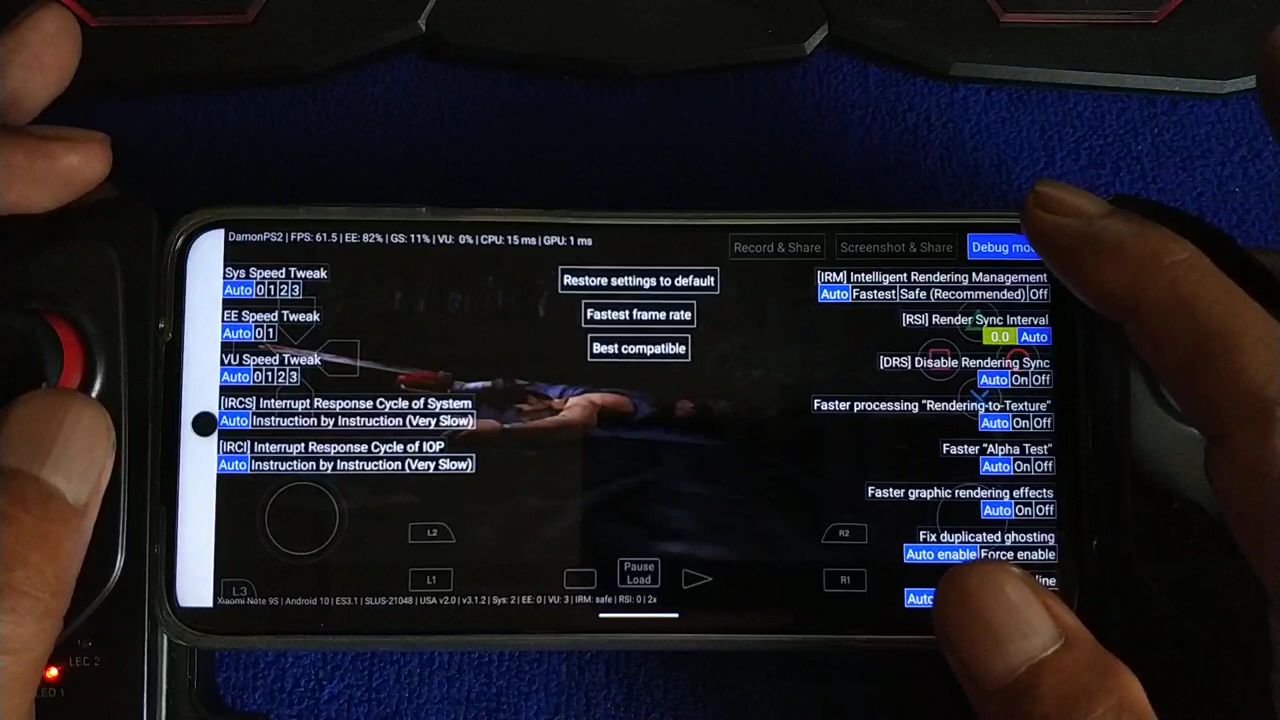 DamonPS2 | FPS: 61.5 | EE: 82% | GS: 11% | VU: 0% | CPU: 15 ms | GPU: 1 ms
Record & Share
Screenshot & Share
Debug mo
Sys Speed Tweak
Auto 0 1 2 3
EE Speed Tweak
Auto 0 1
VU Speed Tweak
Auto 0 1 2 3
[IRCS] Interrupt Response Cycle of System
Auto Instruction by Instruction (Very Slow)
[IRCI] Interrupt Response Cycle of IOP
Auto Instruction by Instruction (Very Slow)
Restore settings to default
Fastest frame rate
Best compatible
[IRM] Intelligent Rendering Management
Auto Fastest Safe (Recommended) Off
[RSI] Render Sync Interval
0.0 Auto
[DRS] Disable Rendering Sync
Auto On Off
Faster processing "Rendering-to-Texture"
Auto On Off
Faster "Alpha Test"
Auto On Off
Faster graphic rendering effects
Auto On Off
Fix duplicated ghosting
Auto enable Force enable
line
Auto
L2
R2
L1
Pause
Load
R1
L3
Xiaomi Note 9S | Android 10 | ES3.1 | SLUS-21048 | USA v2.0 | v3.1.2 | Sys: 2 | EE: 0 | VU: 3 | IRM: safe | RSI: 0 | 2x
LED 2
LED 1